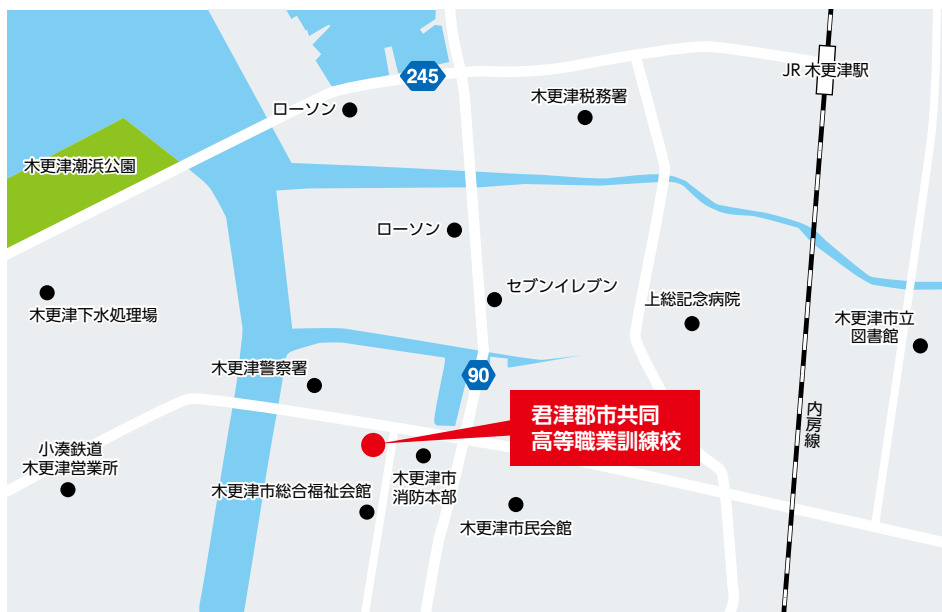 245
JR 木更津駅
木更津税務署
ローソン
木更津潮浜公園
ローソン
セブンイレブン
上総記念病院
木更津下水処理場
木更津市立
図書館
木更津警察署
90
君津郡市共同
高等職業訓練校
内房線
小湊鉄道
木更津営業所
木更津市
消防本部
木更津市総合福祉会館
木更津市民会館